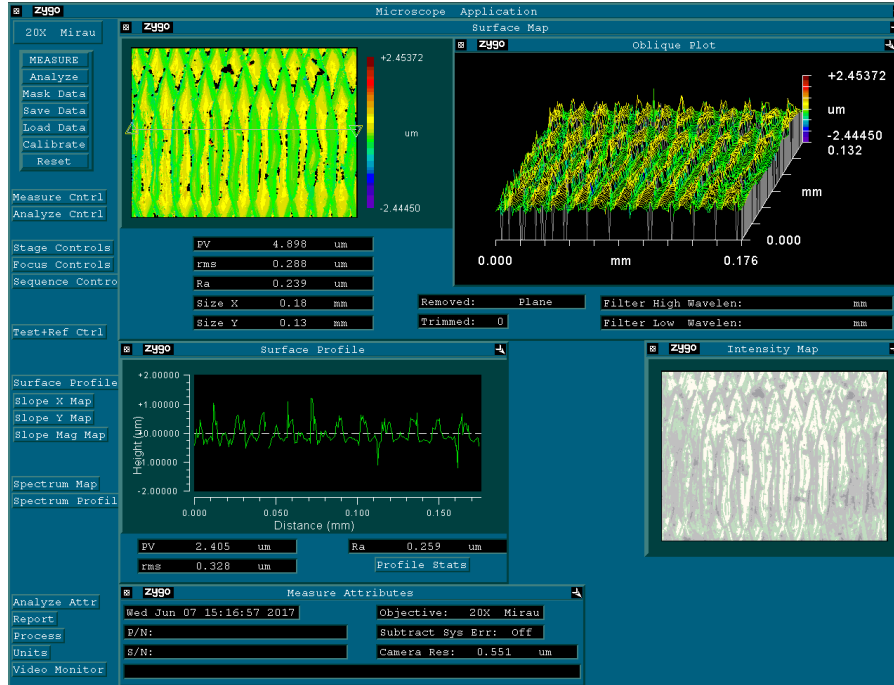 zygo Microscope Application
20X Mirau
MEASURE
Analyze
Mask Data
Save Data
Load Data
Calibrate
Reset
Measure Cntrl
Analyze Cntrl
Stage Controls
Focus Controls
Sequence Contro
Test+Ref Ctrl
Surface Profile
Slope X Map
Slope Y Map
Slope Mag Map
Spectrum Map
Spectrum Profil
Analyze Attr
Report
Process
Units
Video Monitor
zygo Surface Map
+2.45372
um
-2.44450
PV 4.898 um
rms 0.288 um
Ra 0.239 um
Size X 0.18 mm
Size Y 0.13 mm
zygo Oblique Plot
+2.45372
um
-2.44450
0.132
mm
0.000
0.000 mm 0.176
Removed: Plane
Trimmed: 0
Filter High Wavelen: mm
Filter Low Wavelen: mm
zygo Surface Profile
+2.00000
+1.00000
+0.00000
-1.00000
-2.00000
Height (um)
0.000 0.050 0.100 0.150
Distance (mm)
PV 2.405 um
rms 0.328 um
Ra 0.259 um
Profile Stats
zygo Intensity Map
zygo Measure Attributes
Wed Jun 07 15:16:57 2017
P/N:
S/N:
Objective: 20X Mirau
Subtract Sys Err: Off
Camera Res: 0.551 um